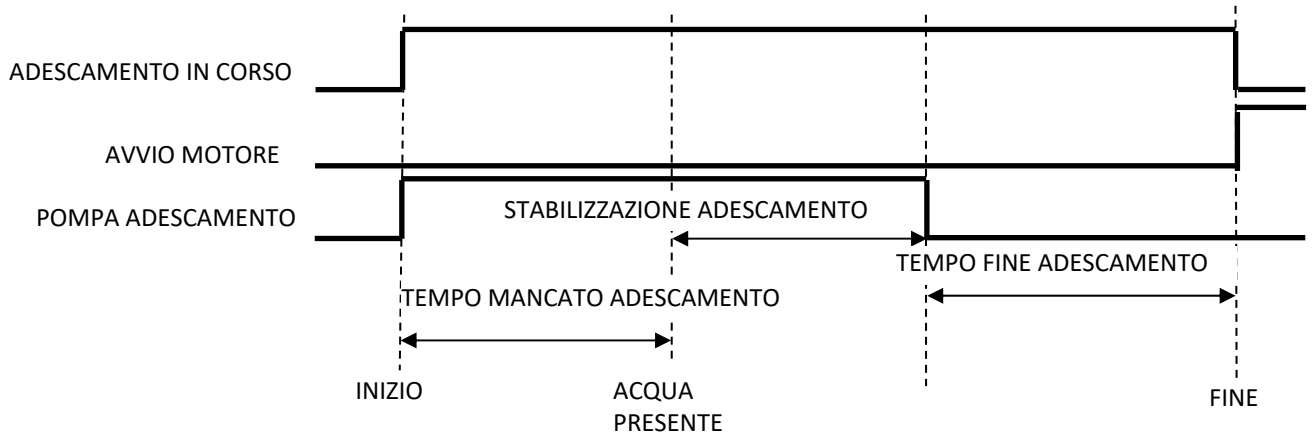 ADESCAMENTO IN CORSO
AVVIO MOTORE
POMPA ADESCAMENTO
STABILIZZAZIONE ADESCAMENTO
TEMPO FINE ADESCAMENTO
TEMPO MANCATO ADESCAMENTO
INIZIO
ACQUA
PRESENTE
FINE